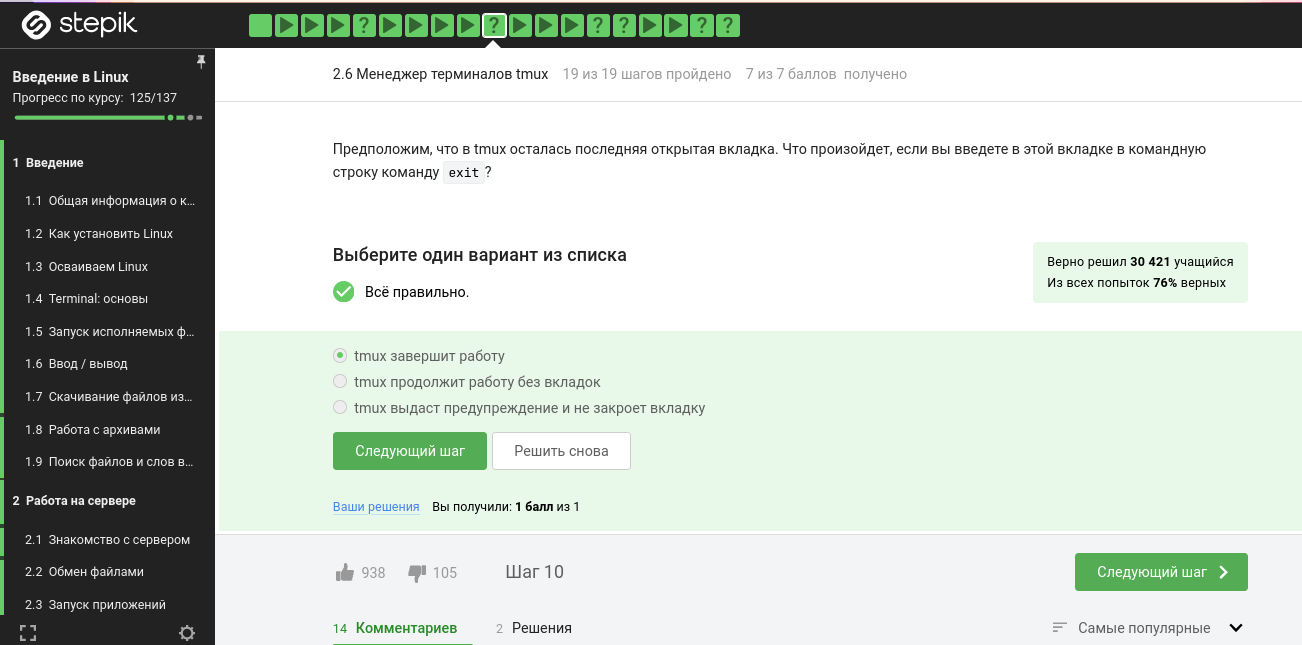 stepik
? ? ? ? ? ?
Введение в Linux
Прогресс по курсу: 125/137
1 Введение
1.1 Общая информация о к...
1.2 Как установить Linux
1.3 Осваиваем Linux
1.4 Terminal: основы
1.5 Запуск исполняемых ф...
1.6 Ввод / вывод
1.7 Скачивание файлов из...
1.8 Работа с архивами
1.9 Поиск файлов и слов в...
2 Работа на сервере
2.1 Знакомство с сервером
2.2 Обмен файлами
2.3 Запуск приложений
2.6 Менеджер терминалов tmux 19 из 19 шагов пройдено 7 из 7 баллов получено
Предположим, что в tmux осталась последняя открытая вкладка. Что произойдет, если вы введете в этой вкладке в командную
строку команду exit?
Выберите один вариант из списка
Всё правильно.
Верно решил 30 421 учащийся
Из всех попыток 76% верных
tmux завершит работу
tmux продолжит работу без вкладок
tmux выдаст предупреждение и не закроет вкладку
Следующий шаг Решить снова
Ваши решения Вы получили: 1 балл из 1
938 105 Шаг 10 Следующий шаг
14 Комментариев 2 Решения Самые популярные